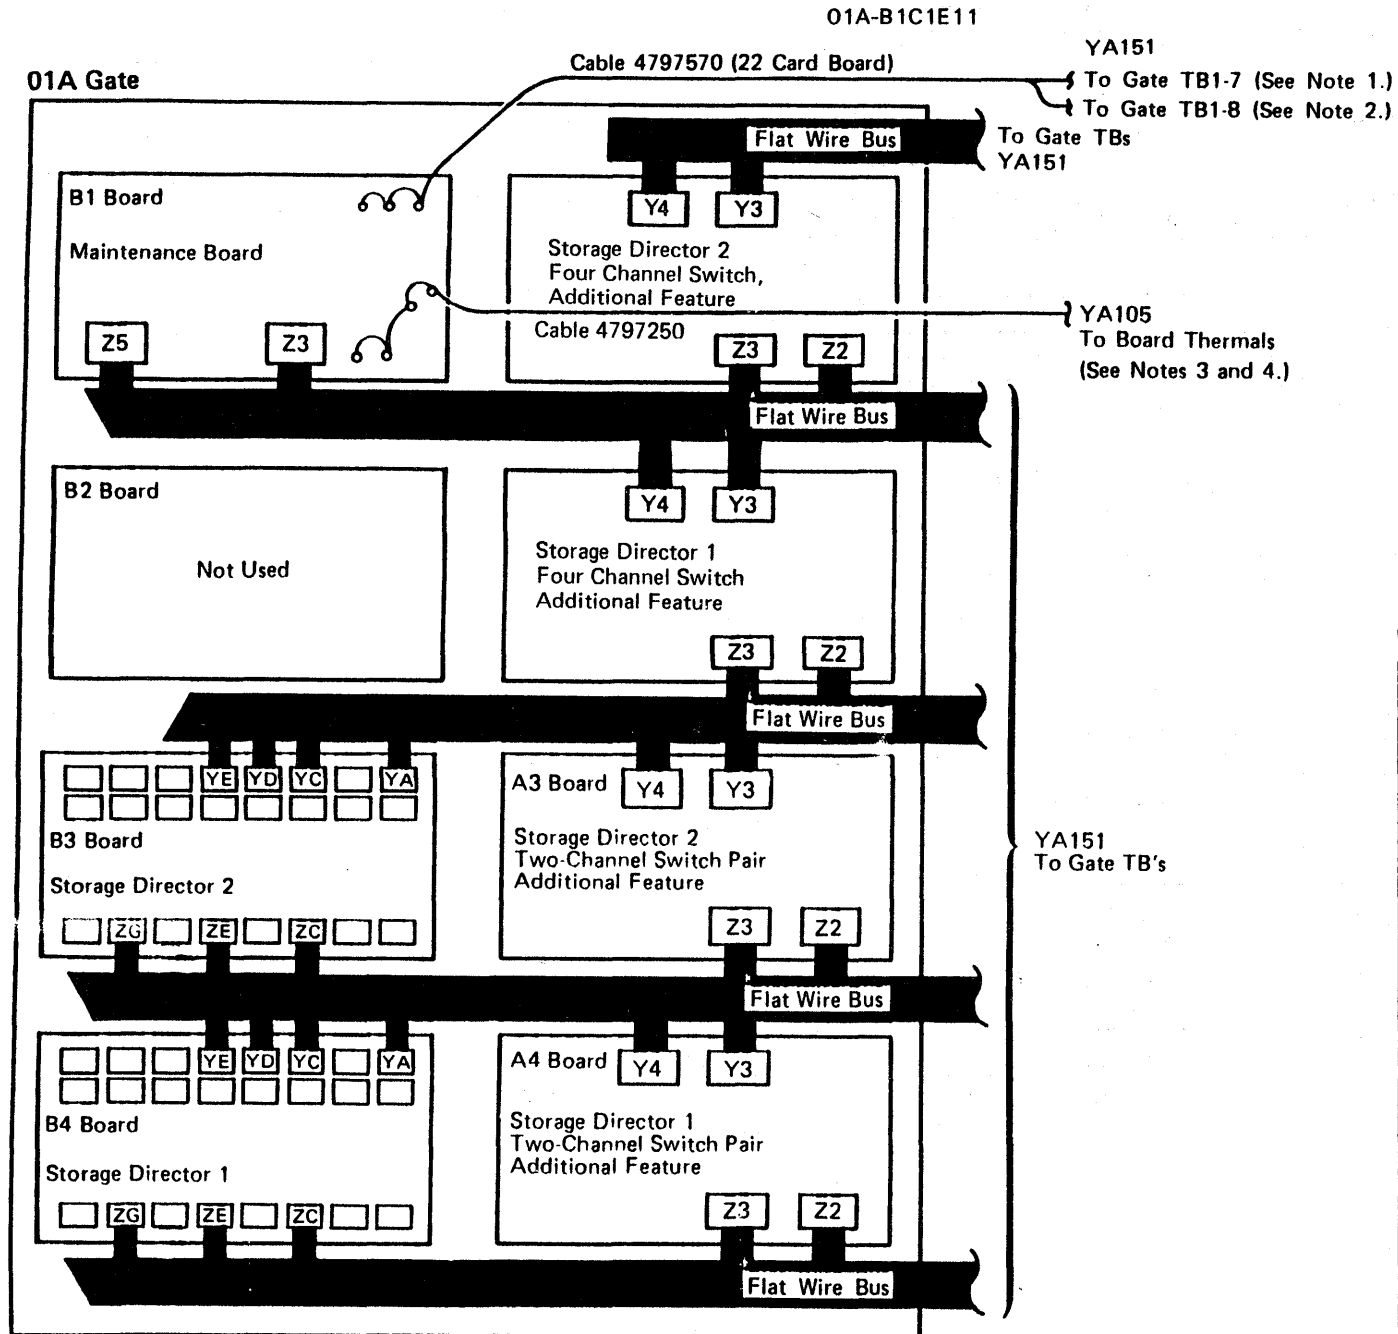 01A-B1C1E11
YA151
Cable 4797570 (22 Card Board)
To Gate TB1-7 (See Note 1.)
To Gate TB1-8 (See Note 2.)
01A Gate
Flat Wire Bus
To Gate TBs
YA151
B1 Board
Y4 Y3
Maintenance Board
Storage Director 2
Four Channel Switch,
Additional Feature
Cable 4797250
YA105
To Board Thermals
(See Notes 3 and 4.)
Z5 Z3
Z3 Z2
Flat Wire Bus
B2 Board
Y4 Y3
Not Used
Storage Director 1
Four Channel Switch
Additional Feature
Z3 Z2
Flat Wire Bus
YE YD YC YA
A3 Board Y4 Y3
B3 Board
Storage Director 2
Storage Director 2
Two-Channel Switch Pair
Additional Feature
YA151
To Gate TB's
ZG ZE ZC
Z3 Z2
Flat Wire Bus
YE YD YC YA
A4 Board Y4 Y3
B4 Board
Storage Director 1
Storage Director 1
Two-Channel Switch Pair
Additional Feature
ZG ZE ZC
Z3 Z2
Flat Wire Bus